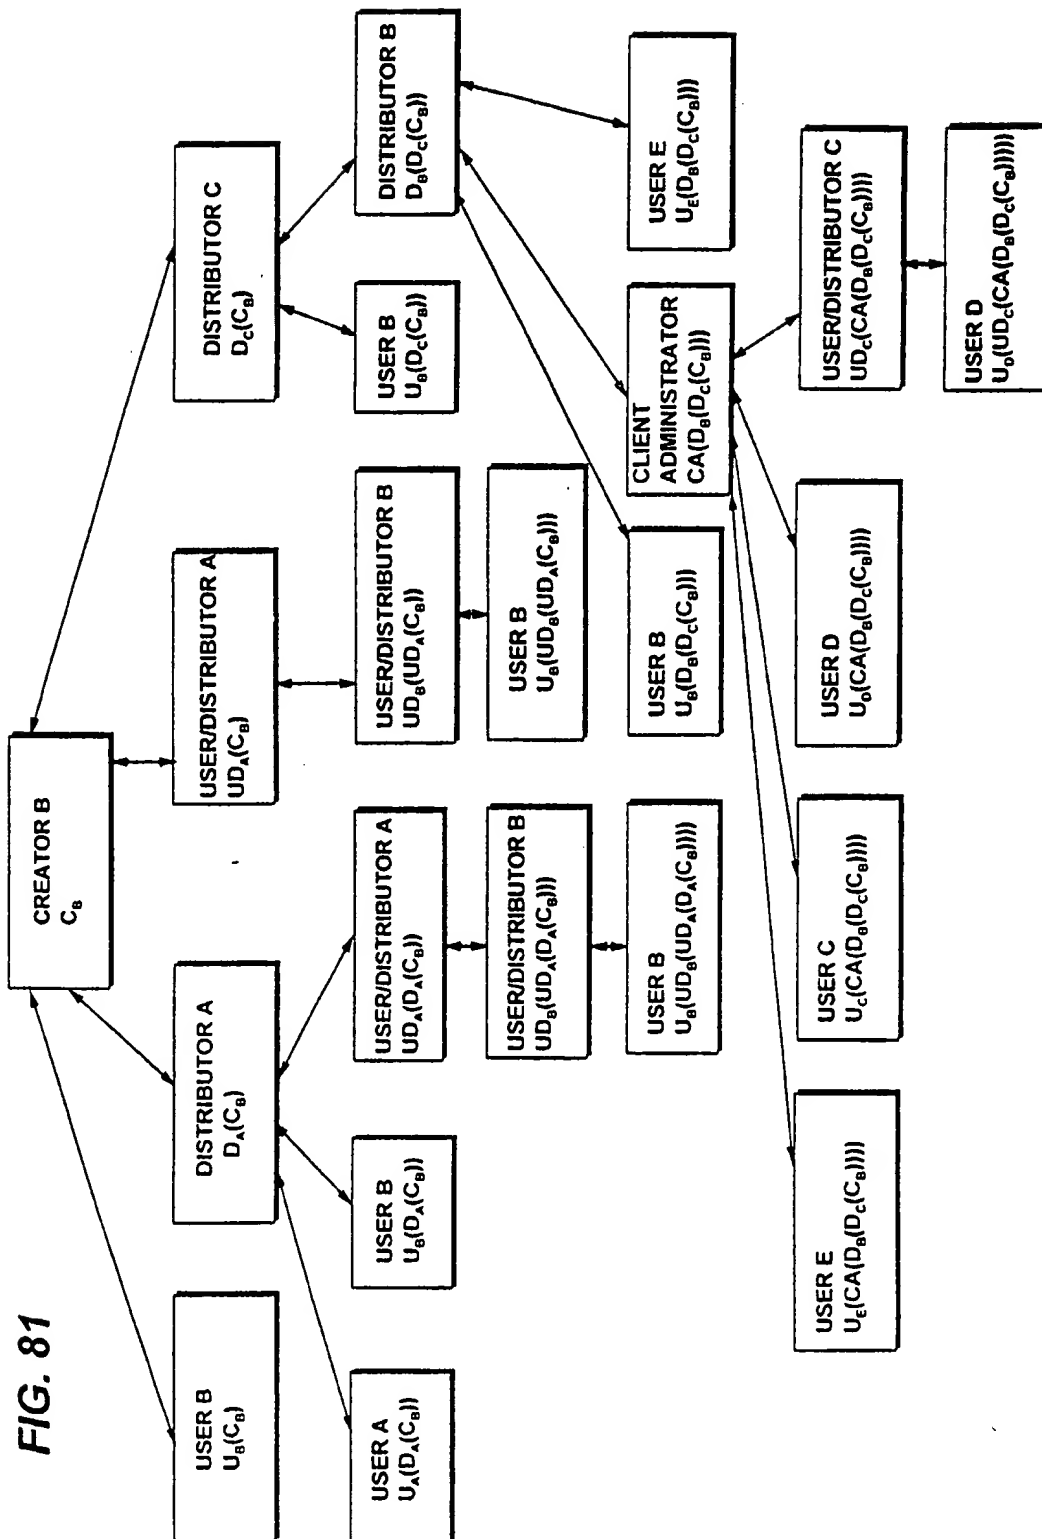 FIG. 81
CREATOR B
C_B
USER B
U_B(C_B)
DISTRIBUTOR A
D_A(C_B)
USER/DISTRIBUTOR A
UD_A(C_B)
DISTRIBUTOR C
D_C(C_B)
USER A
U_A(D_A(C_B))
USER B
U_B(D_A(C_B))
USER/DISTRIBUTOR A
UD_A(D_A(C_B))
USER/DISTRIBUTOR B
UD_B(UD_A(C_B))
USER B
U_B(D_C(C_B))
DISTRIBUTOR B
D_B(D_C(C_B))
USER/DISTRIBUTOR B
UD_B(UD_A(D_A(C_B)))
USER B
U_B(UD_B(UD_A(C_B)))
USER B
U_B(UD_B(UD_A(D_A(C_B))))
USER B
U_B(D_B(D_C(C_B)))
CLIENT
ADMINISTRATOR
CA(D_B(D_C(C_B)))
USER E
U_E(D_B(D_C(C_B)))
USER E
U_E(CA(D_B(D_C(C_B))))
USER C
U_C(CA(D_B(D_C(C_B))))
USER D
U_D(CA(D_B(D_C(C_B))))
USER/DISTRIBUTOR C
UD_C(CA(D_B(D_C(C_B))))
USER D
U_D(UD_C(CA(D_B(D_C(C_B)))))